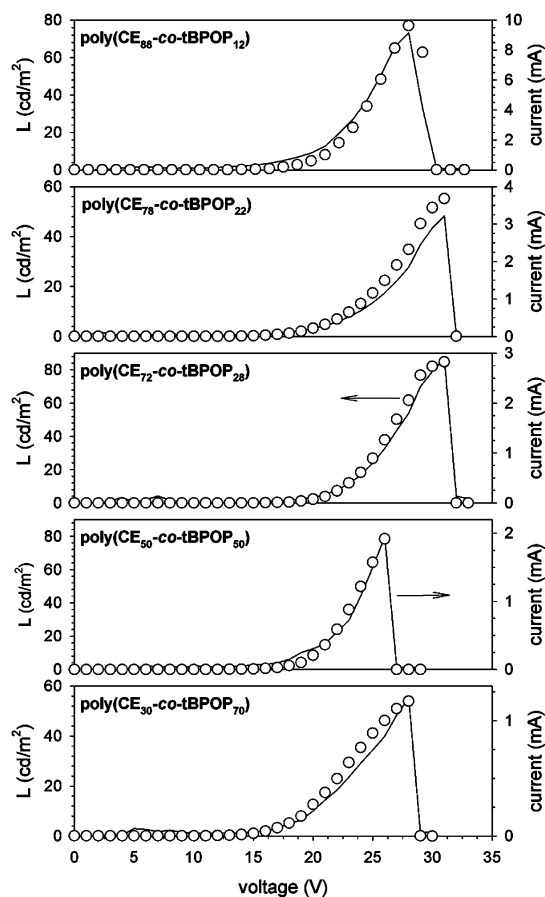 80
60
40
20
0
L (cd/m²)
poly(CE₈₈-co-tBPOP₁₂)
10
8
6
4
2
0
current (mA)
60
40
20
0
L (cd/m²)
poly(CE₇₈-co-tBPOP₂₂)
4
3
2
1
0
current (mA)
80
60
40
20
0
L (cd/m²)
poly(CE₇₂-co-tBPOP₂₈)
3
2
1
0
current (mA)
80
60
40
20
0
L (cd/m²)
poly(CE₅₀-co-tBPOP₅₀)
2
1
0
current (mA)
60
40
20
0
L (cd/m²)
poly(CE₃₀-co-tBPOP₇₀)
1
0
current (mA)
0 5 10 15 20 25 30 35
voltage (V)